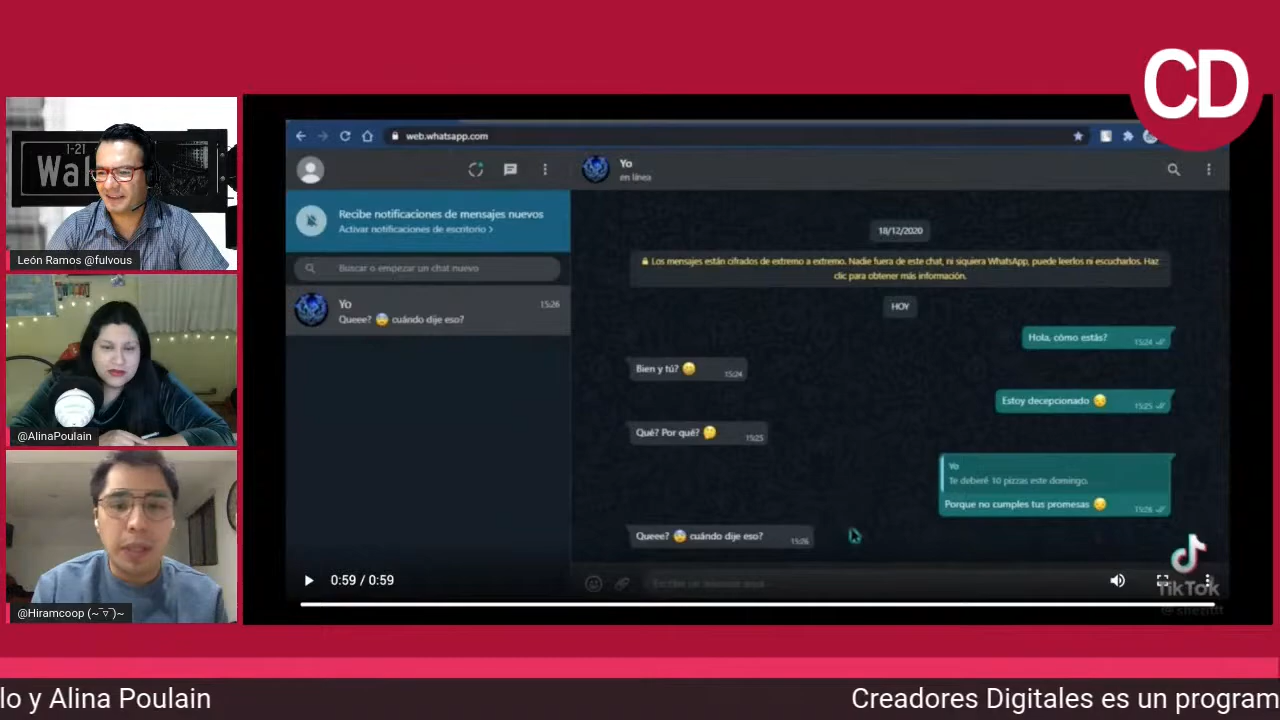 CD
1-21
Wal
León Ramos @fulvous
@AlinaPoulain
@Hiramcoop (~‾▿‾)~
web.whatsapp.com
Yo
en línea
Recibe notificaciones de mensajes nuevos
Activar notificaciones de escritorio >
Buscar o empezar un chat nuevo
Yo
15:26
Queee? 😨 cuándo dije eso?
18/12/2020
Los mensajes están cifrados de extremo a extremo. Nadie fuera de este chat, ni siquiera WhatsApp, puede leerlos ni escucharlos. Haz
clic para obtener más información.
HOY
Hola, cómo estás?
15:24
Bien y tú?
15:24
Estoy decepcionado 😔
15:25
Qué? Por qué? 🤔
15:25
Yo
Te deberé 10 pizzas este domingo.
Porque no cumples tus promesas 😔
15:26
Queee? 😨 cuándo dije eso?
15:26
0:59 / 0:59
TikTok
lo y Alina Poulain
Creadores Digitales es un program